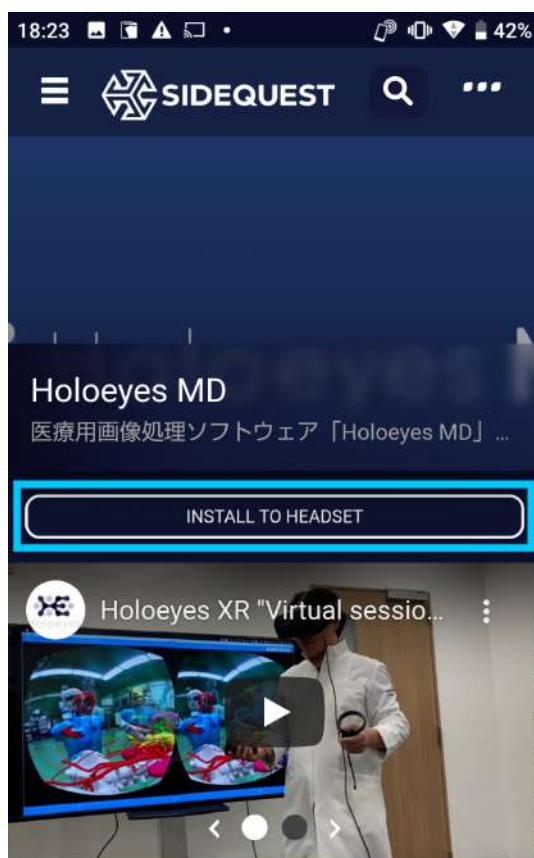 18:23
42%
SIDEQUEST
Holoeyes MD
医療用画像処理ソフトウェア「Holoeyes MD」...
INSTALL TO HEADSET
Holoeyes XR "Virtual sessio...